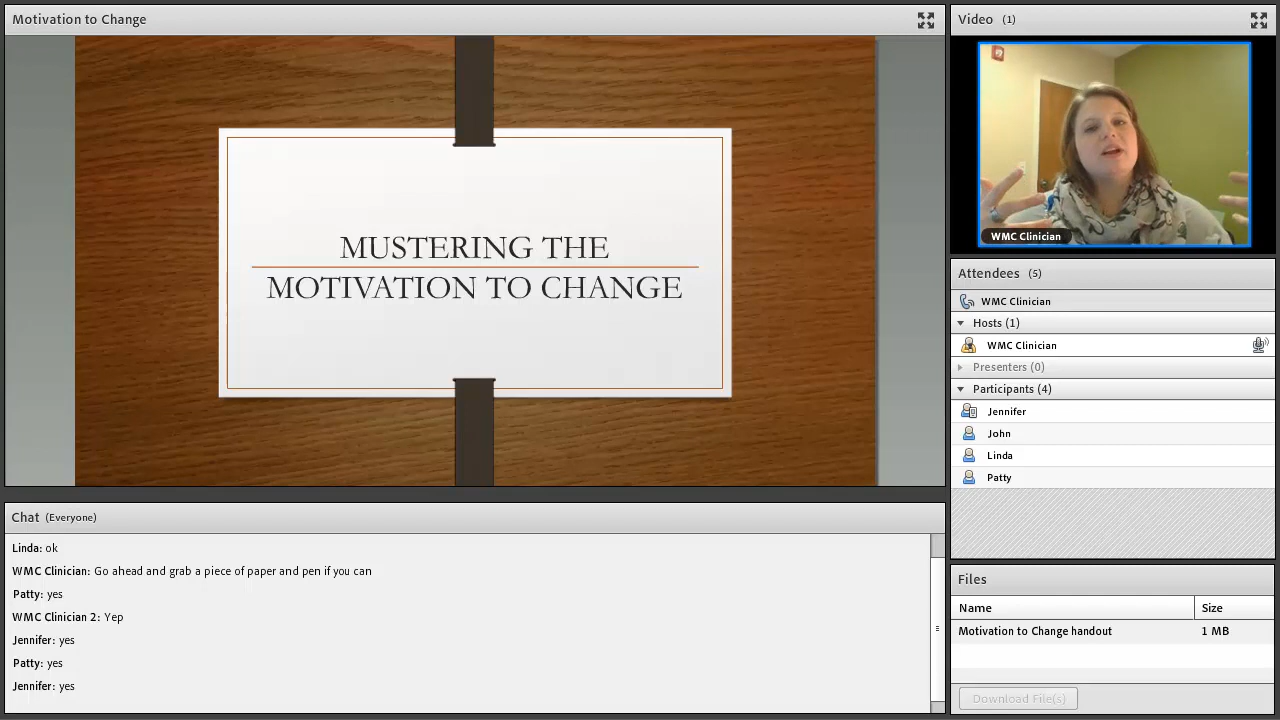 Motivation to Change
MUSTERING THE
MOTIVATION TO CHANGE
Chat (Everyone)
Linda: ok
WMC Clinician: Go ahead and grab a piece of paper and pen if you can
Patty: yes
WMC Clinician 2: Yep
Jennifer: yes
Patty: yes
Jennifer: yes
Video (1)
WMC Clinician
Attendees (5)
WMC Clinician
Hosts (1)
WMC Clinician
Presenters (0)
Participants (4)
Jennifer
John
Linda
Patty
Files
Name Size
Motivation to Change handout 1 MB
Download File(s)